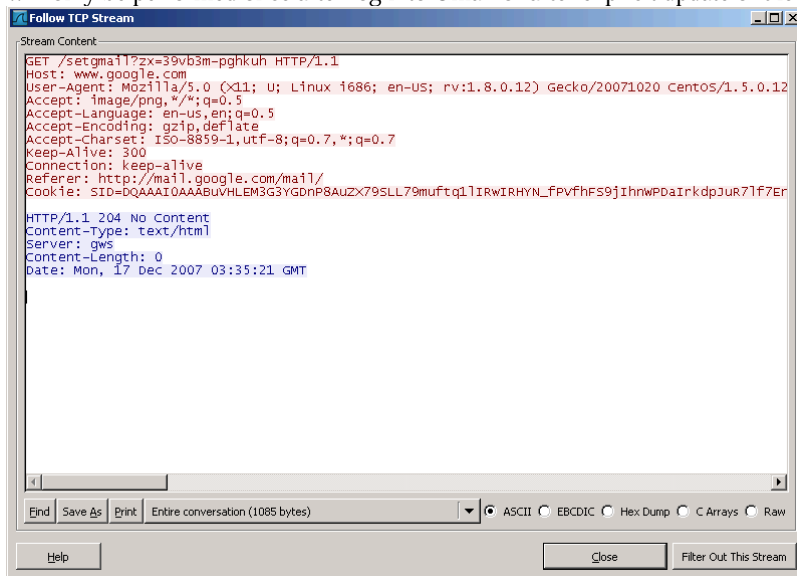 Follow TCP Stream
Stream Content
GET /setgmail?zx=39vb3m-pghkuh HTTP/1.1
Host: www.google.com
User-Agent: Mozilla/5.0 (X11; U; Linux i686; en-US; rv:1.8.0.12) Gecko/20071020 CentOS/1.5.0.12
Accept: image/png,*/*;q=0.5
Accept-Language: en-us,en;q=0.5
Accept-Encoding: gzip,deflate
Accept-Charset: ISO-8859-1,utf-8;q=0.7,*;q=0.7
Keep-Alive: 300
Connection: keep-alive
Referer: http://mail.google.com/mail/
Cookie:
HTTP/1.1 204 No Content
Content-Type: text/html
Server: gws
Content-Length: 0
Date: Mon, 17 Dec 2007 03:35:21 GMT
Find Save As Print Entire conversation (1085 bytes) ASCII EBCDIC Hex Dump C Arrays Raw
Help Close Filter Out This Stream